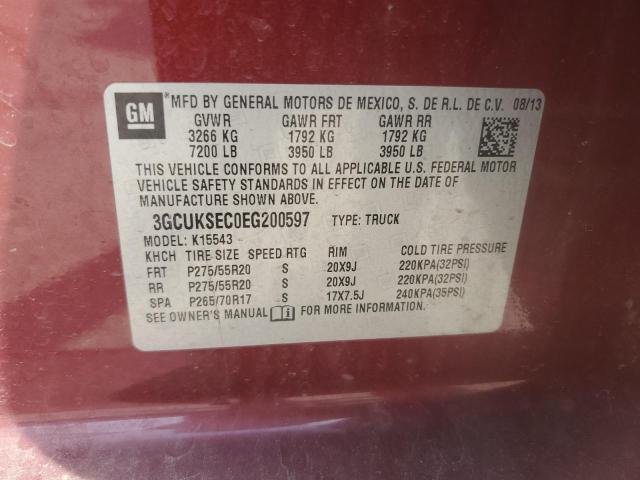 GM
*MFD BY GENERAL MOTORS DE MEXICO, S. DE R.L. DE C.V. 08/13
GVWR GAWR FRT GAWR RR
3266 KG 1792 KG 1792 KG
7200 LB 3950 LB 3950 LB
THIS VEHICLE CONFORMS TO ALL APPLICABLE U.S. FEDERAL MOTOR
VEHICLE SAFETY STANDARDS IN EFFECT ON THE DATE OF
MANUFACTURE SHOWN ABOVE.
3GCUKSEC0EG200597 TYPE: TRUCK
MODEL: K15543
KHCH TIRE SIZE SPEED RTG RIM COLD TIRE PRESSURE
FRT P275/55R20 S 20X9J 220KPA(32PSI)
RR P275/55R20 S 20X9J 220KPA(32PSI)
SPA P265/70R17 S 17X7.5J 240KPA(35PSI)
SEE OWNER'S MANUAL i FOR MORE INFORMATION.